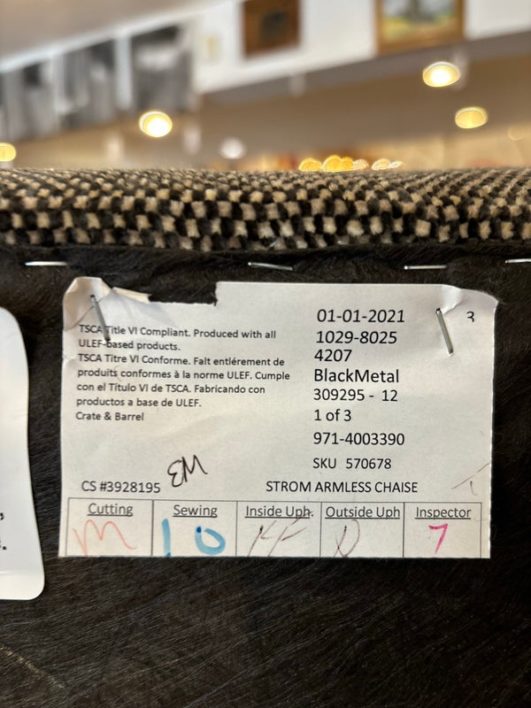 TSCA Title VI Compliant. Produced with all
ULEF-based products.
TSCA Titre VI Conforme. Fait entiérement de
produits conformes à la norme ULEF. Cumple
con el Título VI de TSCA. Fabricando con
productos a base de ULEF.
Crate & Barrel
01-01-2021
3
1029-8025
4207
BlackMetal
309295 - 12
1 of 3
971-4003390
SKU 570678
CS #3928195
EM
STROM ARMLESS CHAISE
Cutting Sewing Inside Uph. Outside Uph Inspector
M 10 7